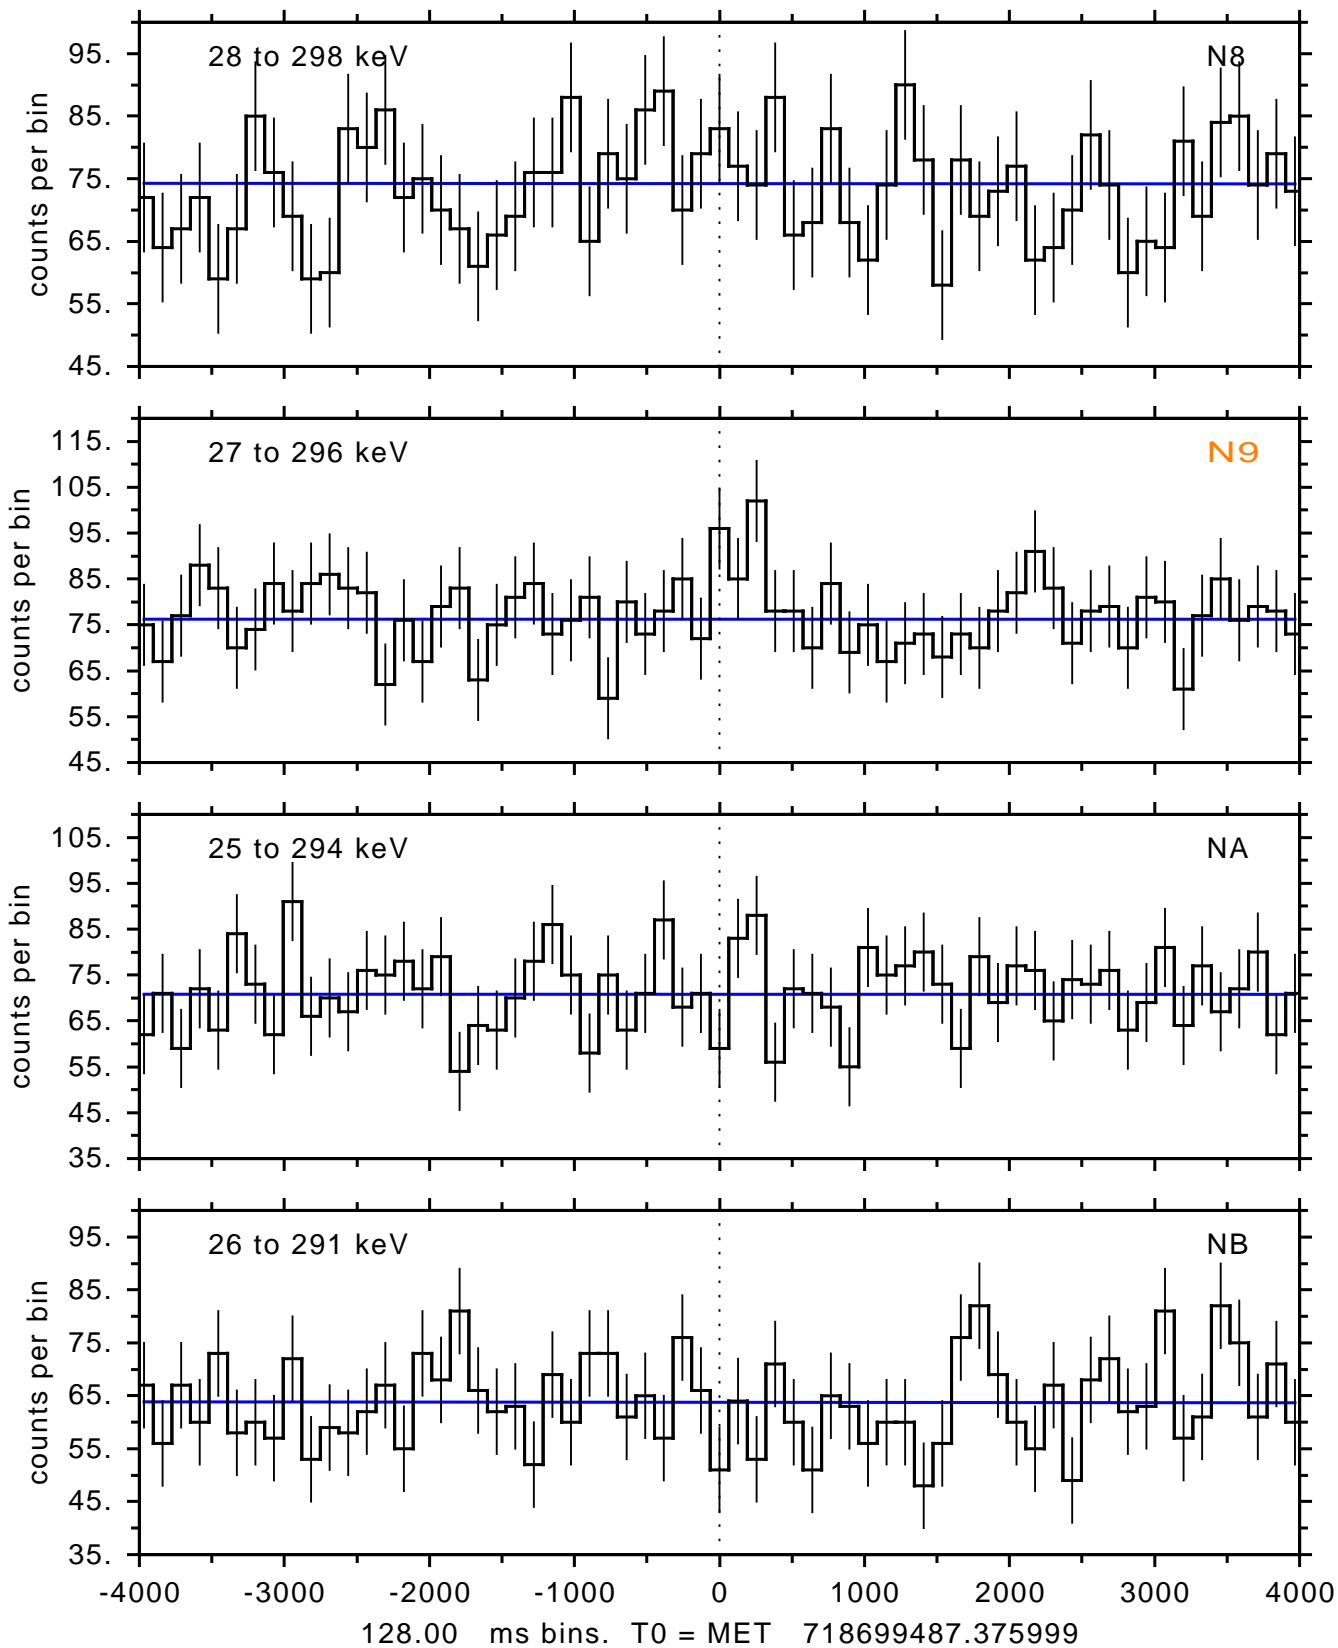 95.
85.
75.
65.
55.
45.
counts per bin
28 to 298 keV
N8
115.
105.
95.
85.
75.
65.
55.
45.
counts per bin
27 to 296 keV
N9
105.
95.
85.
75.
65.
55.
45.
35.
counts per bin
25 to 294 keV
NA
95.
85.
75.
65.
55.
45.
35.
counts per bin
26 to 291 keV
NB
-4000 -3000 -2000 -1000 0 1000 2000 3000 4000
128.00 ms bins. T0 = MET 718699487.375999